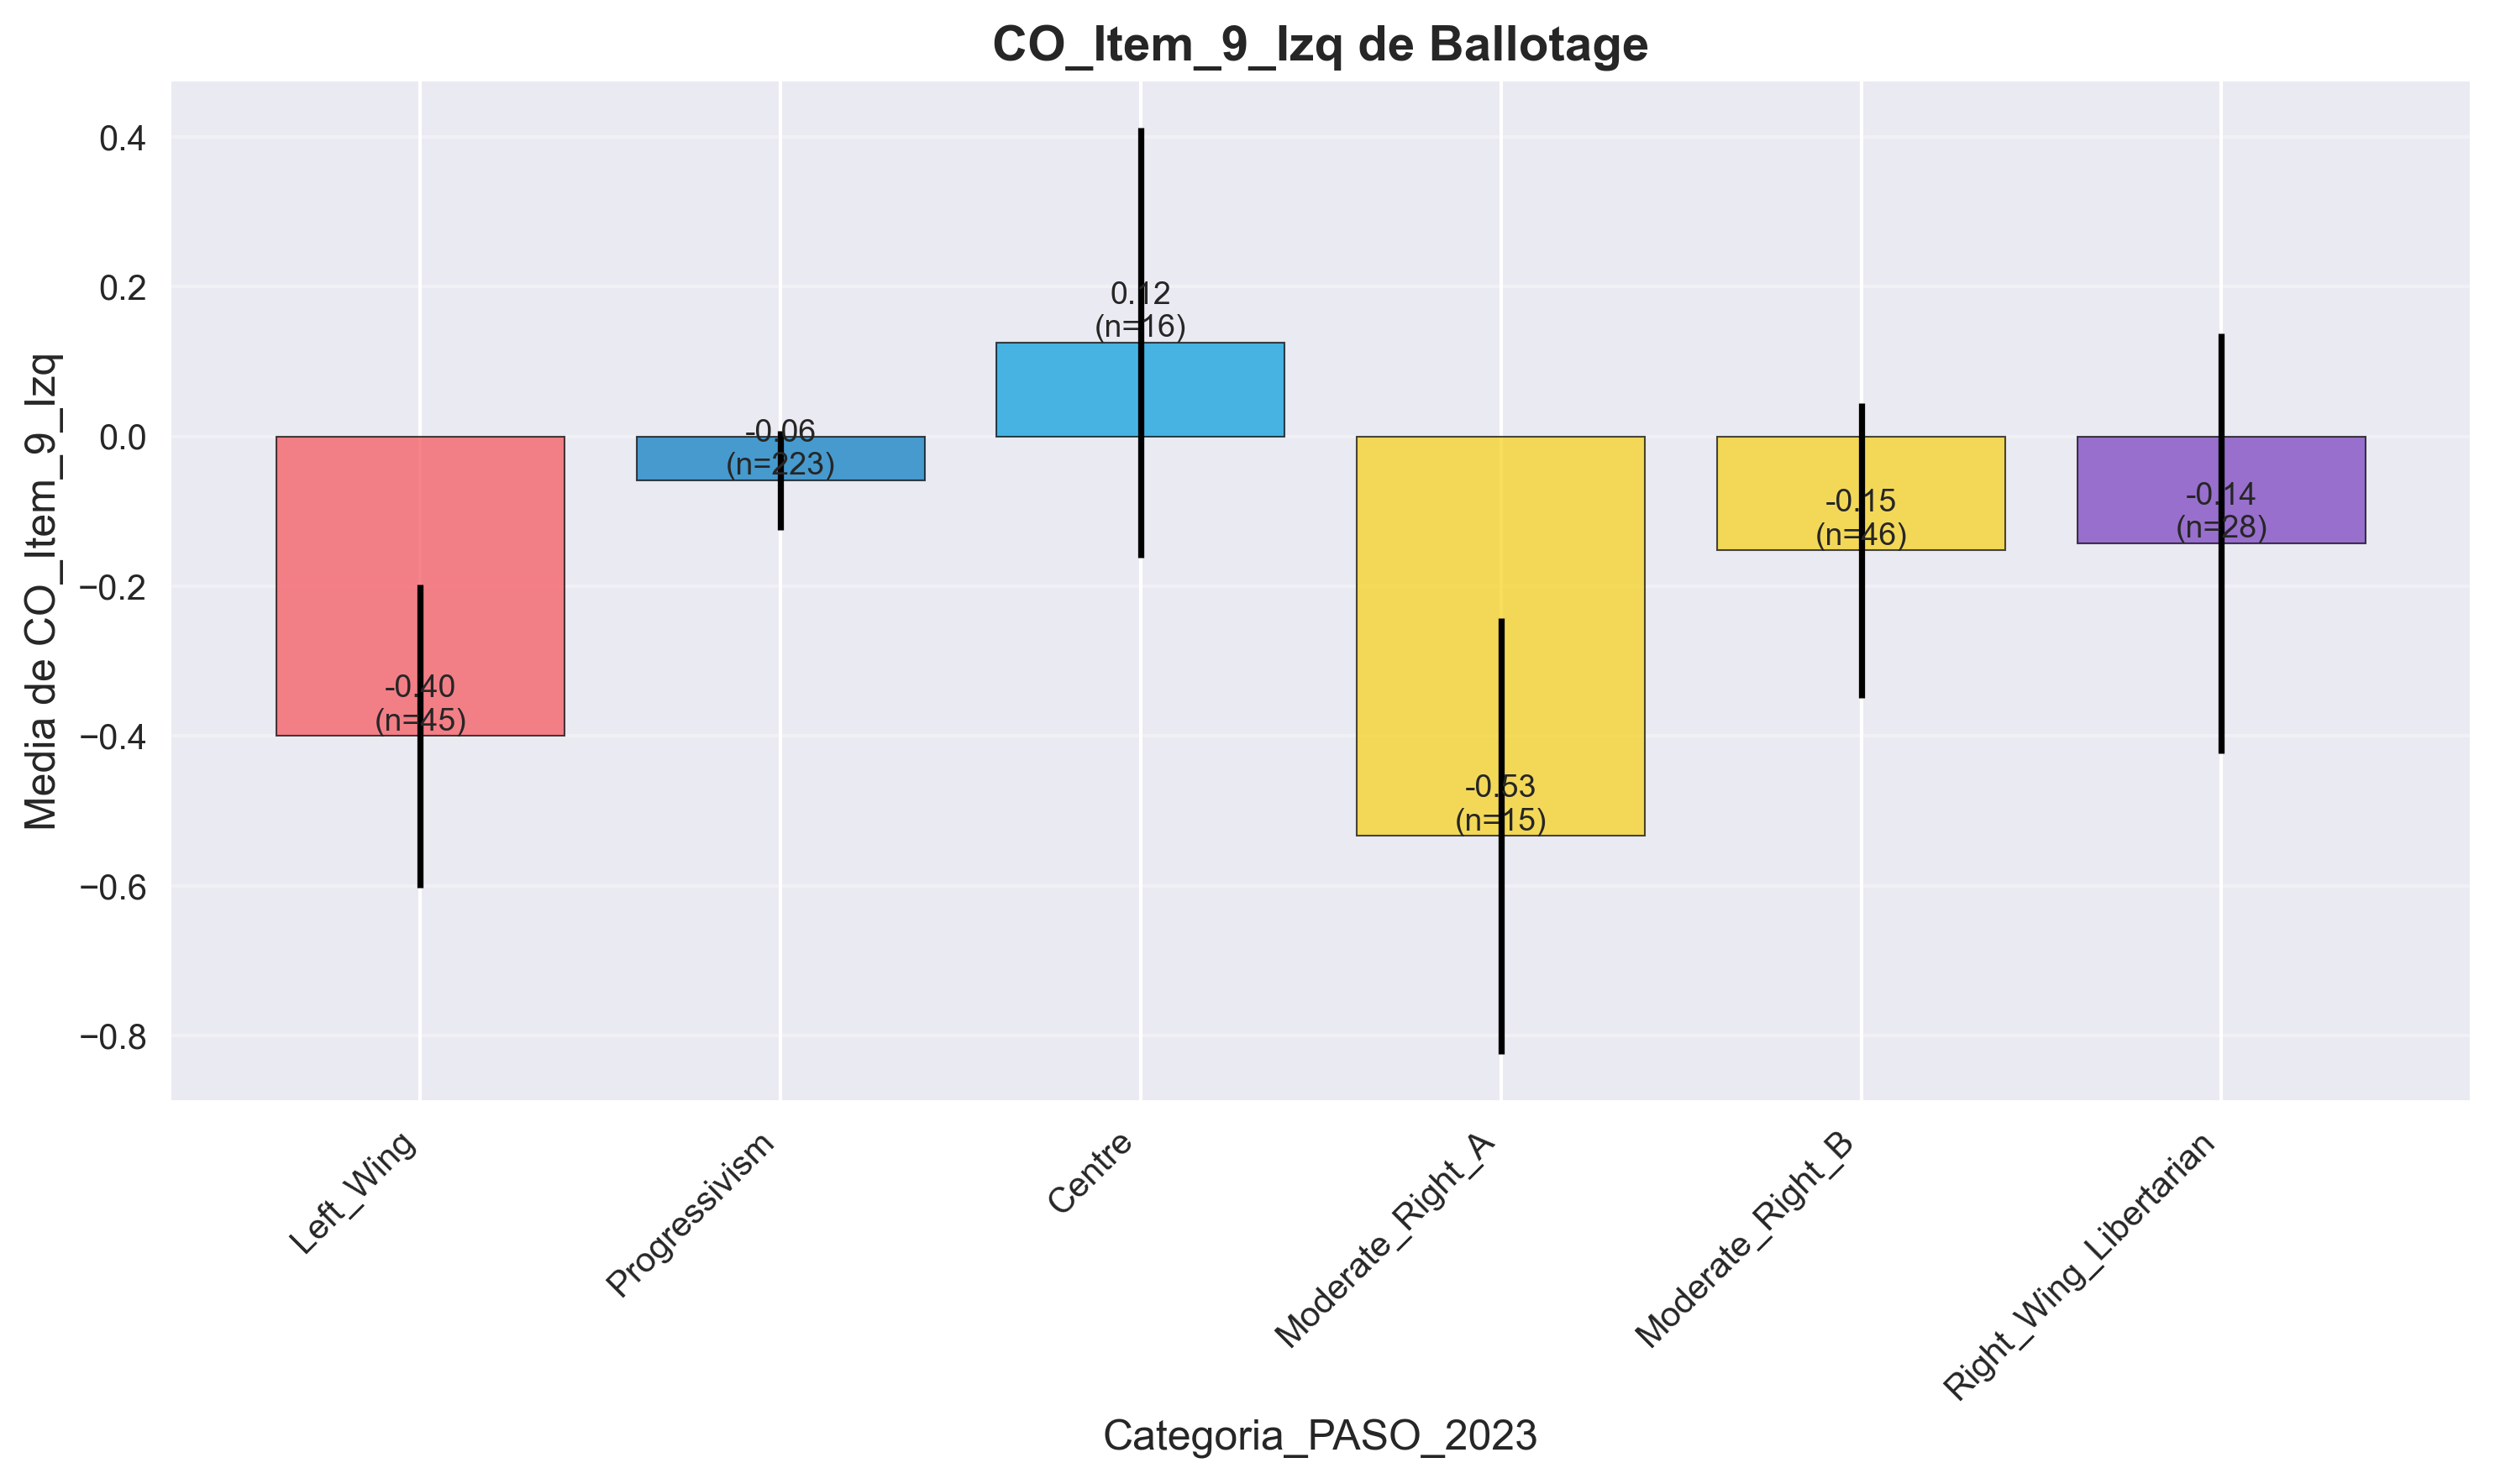 CO_Item_9_Izq de Ballotage
Media de CO_Item_9_Izq
0.4
0.2
0.0
−0.2
−0.4
−0.6
−0.8
-0.40
(n=45)
-0.06
(n=223)
0.12
(n=16)
-0.53
(n=15)
-0.15
(n=46)
-0.14
(n=28)
Left_Wing
Progressivism
Centre
Moderate_Right_A
Moderate_Right_B
Right_Wing_Libertarian
Categoria_PASO_2023